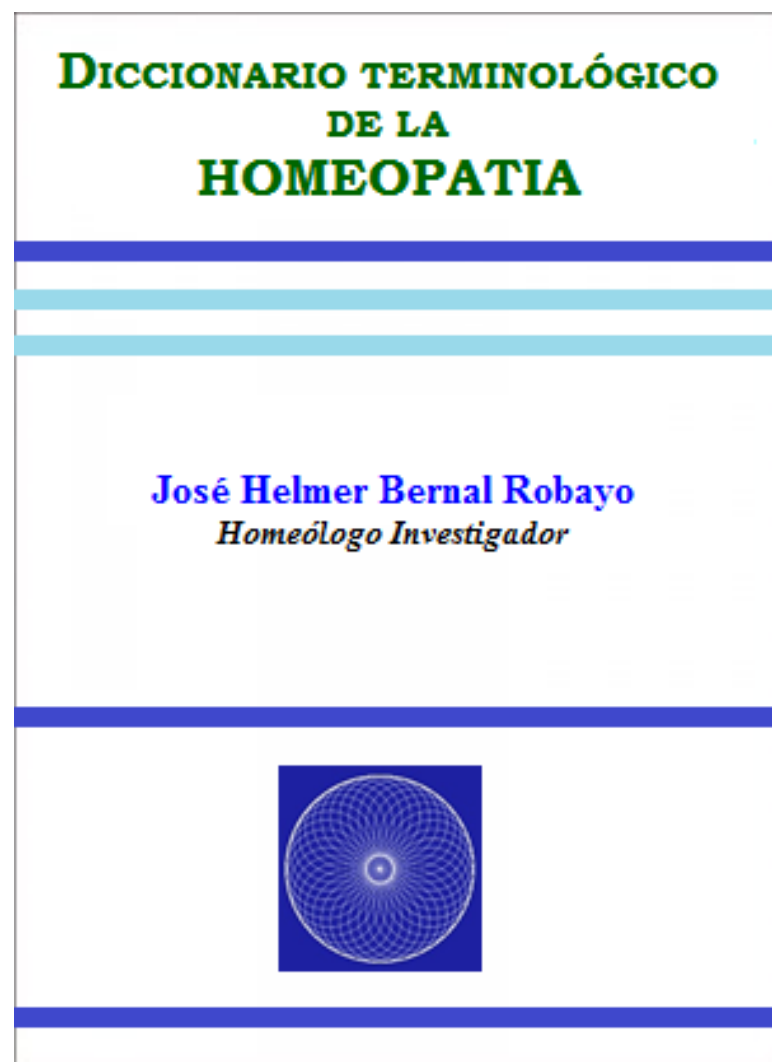 DICCIONARIO TERMINOLÓGICO
DE LA
HOMEOPATIA
José Helmer Bernal Robayo
Homeólogo Investigador